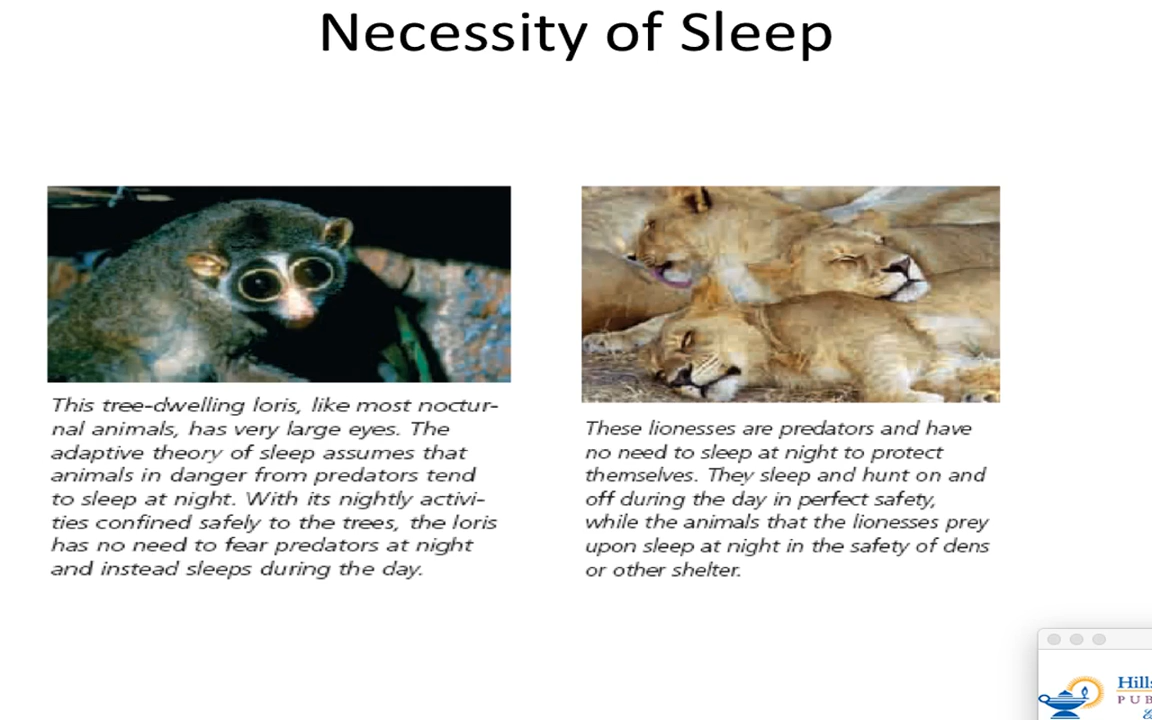 Necessity of Sleep
This tree-dwelling loris, like most noctur-
nal animals, has very large eyes. The
adaptive theory of sleep assumes that
animals in danger from predators tend
to sleep at night. With its nightly activi-
ties confined safely to the trees, the loris
has no need to fear predators at night
and instead sleeps during the day.
These lionesses are predators and have
no need to sleep at night to protect
themselves. They sleep and hunt on and
off during the day in perfect safety,
while the animals that the lionesses prey
upon sleep at night in the safety of dens
or other shelter.